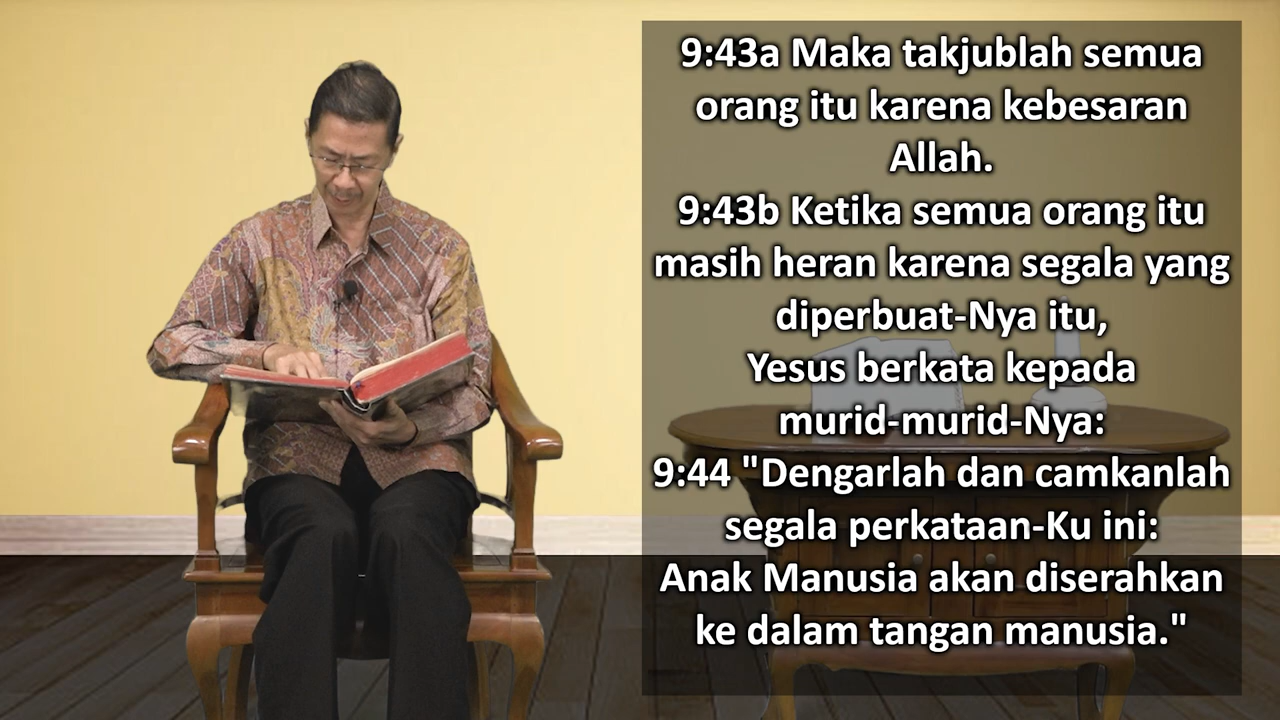 9:43a Maka takjublah semua
orang itu karena kebesaran
Allah.
9:43b Ketika semua orang itu
masih heran karena segala yang
diperbuat-Nya itu,
Yesus berkata kepada
murid-murid-Nya:
9:44 "Dengarlah dan camkanlah
segala perkataan-Ku ini:
Anak Manusia akan diserahkan
ke dalam tangan manusia."